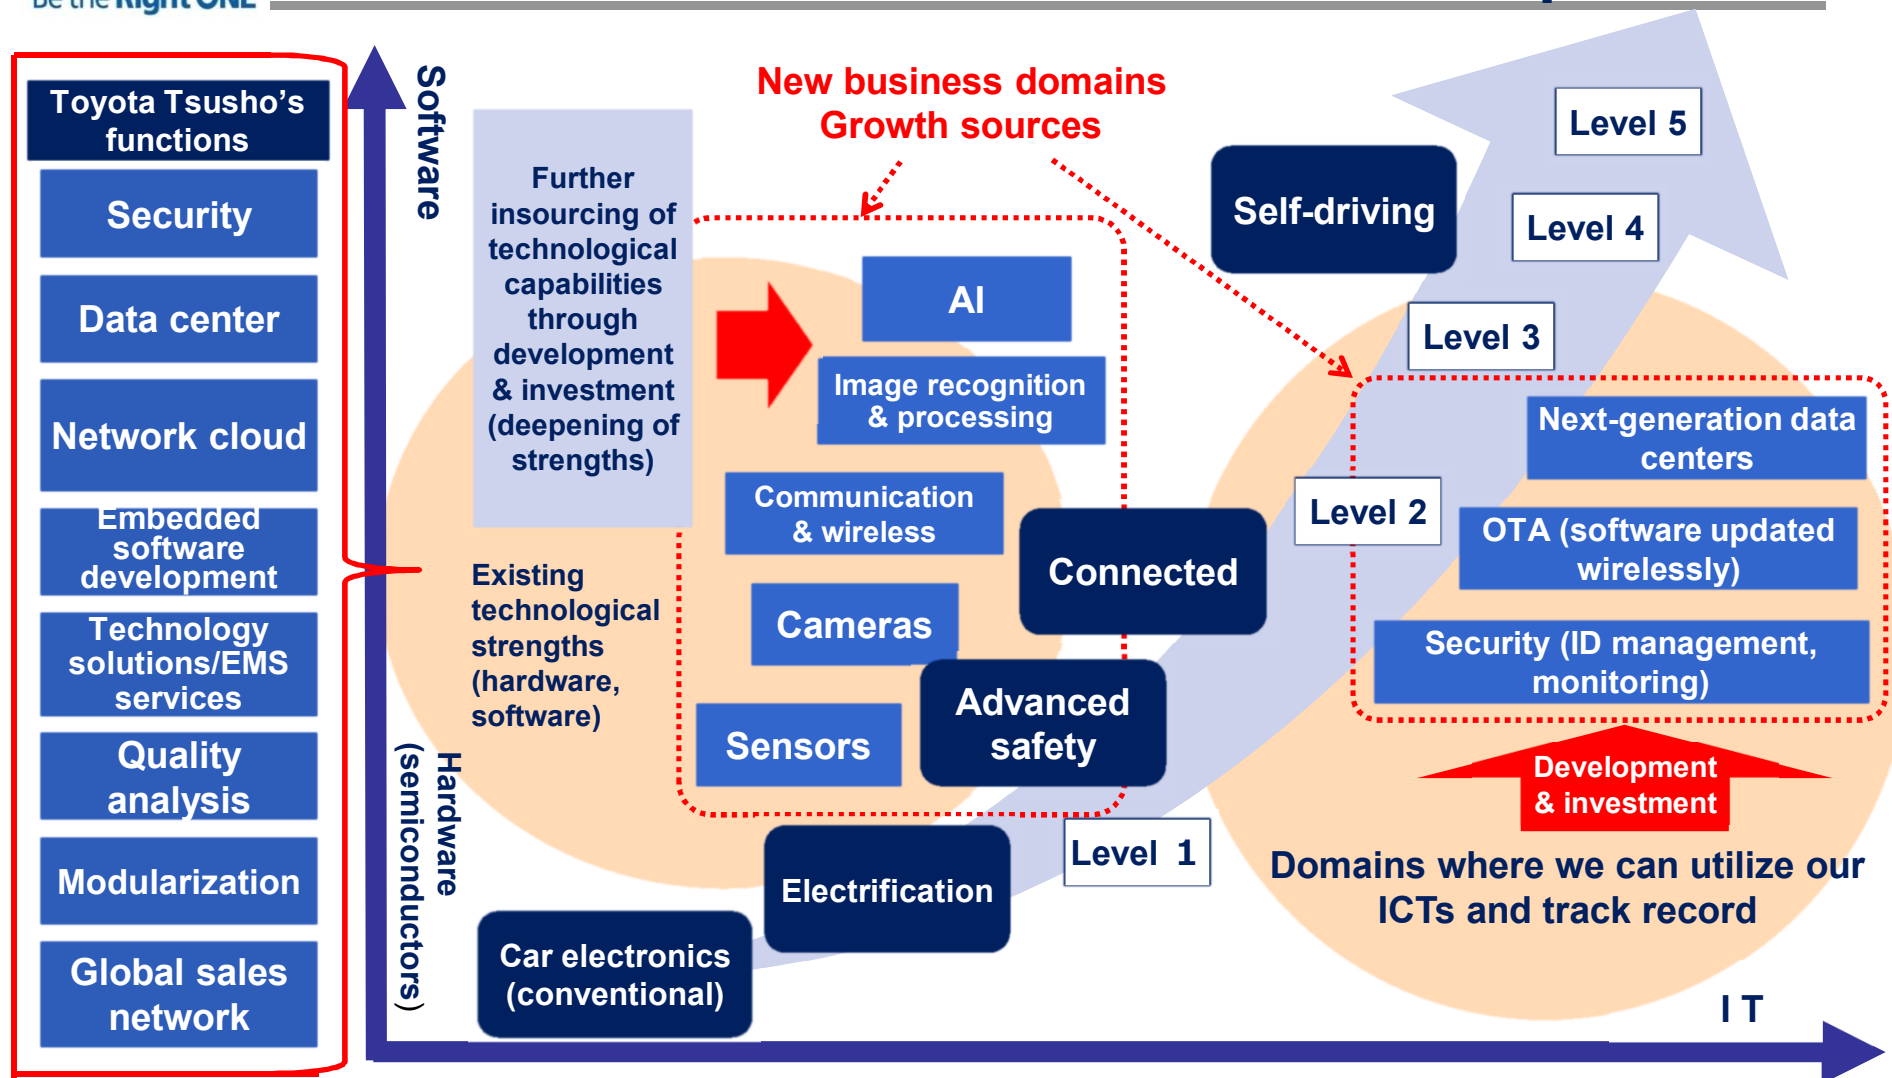 Be the Right ONE
Toyota Tsusho's
functions
Security
Data center
Network cloud
Embedded
software
development
Technology
solutions/EMS
services
Quality
analysis
Modularization
Global sales
network
Software
Hardware
(semiconductors)
Further
insourcing of
technological
capabilities
through
development
& investment
(deepening of
strengths)
Existing
technological
strengths
(hardware,
software)
New business domains
Growth sources
AI
Image recognition
& processing
Communication
& wireless
Cameras
Sensors
Car electronics
(conventional)
Electrification
Advanced
safety
Connected
Self-driving
Level 1
Level 2
Level 3
Level 4
Level 5
Next-generation data
centers
OTA (software updated
wirelessly)
Security (ID management,
monitoring)
Development
& investment
Domains where we can utilize our
ICTs and track record
IT